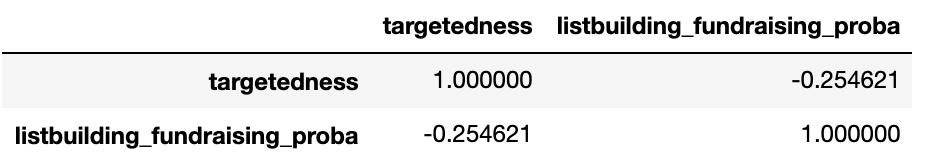 targetedness listbuilding_fundraising_proba
targetedness 1.000000 -0.254621
listbuilding_fundraising_proba -0.254621 1.000000